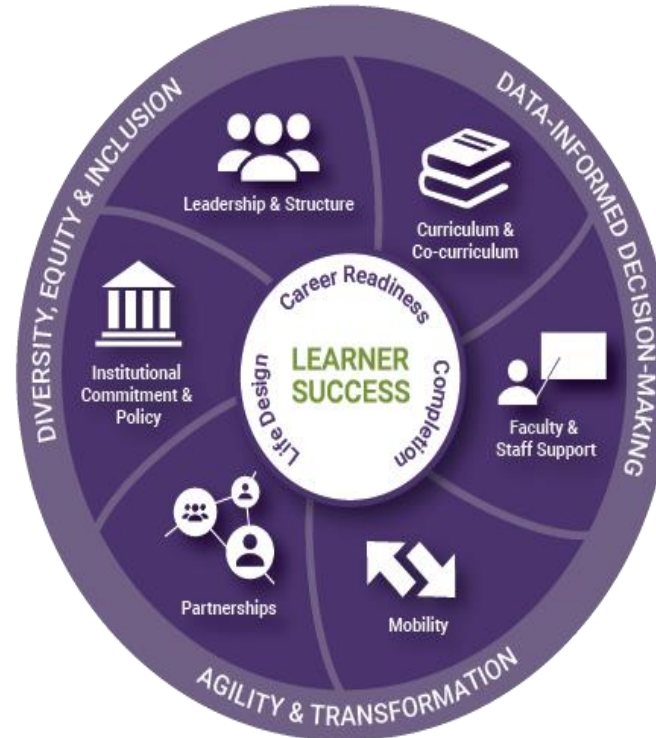 DIVERSITY, EQUITY & INCLUSION
DATA-INFORMED DECISION-MAKING
AGILITY & TRANSFORMATION
Leadership & Structure
Curriculum &
Co-curriculum
Institutional
Commitment &
Policy
Faculty &
Staff Support
Partnerships
Mobility
Career Readiness
Life Design
Completion
LEARNER
SUCCESS